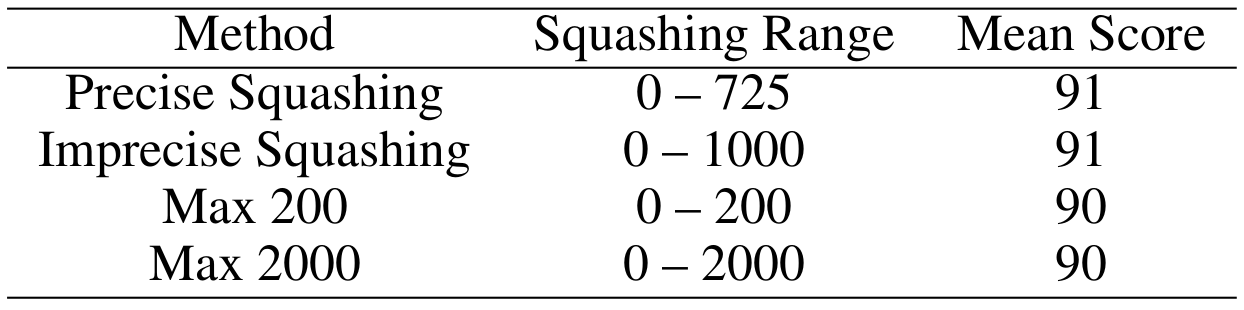 Method Squashing Range Mean Score
Precise Squashing 0 – 725 91
Imprecise Squashing 0 – 1000 91
Max 200 0 – 200 90
Max 2000 0 – 2000 90